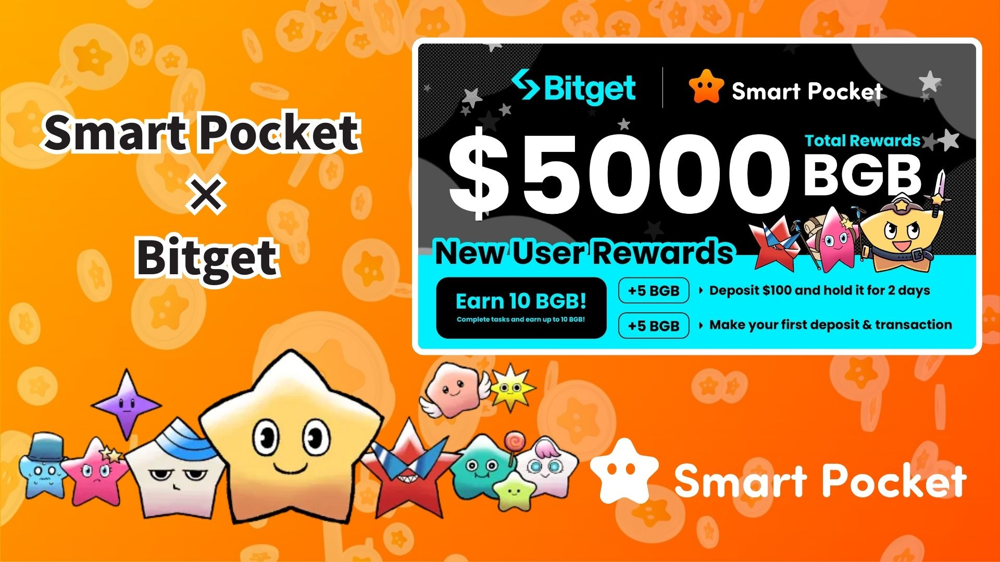 Smart Pocket
×
Bitget
Bitget
Smart Pocket
$5000
Total Rewards
BGB
New User Rewards
Earn 10 BGB!
Complete tasks and earn up to 10 BGB!
+5 BGB
Deposit $100 and hold it for 2 days
+5 BGB
Make your first deposit & transaction
Smart Pocket